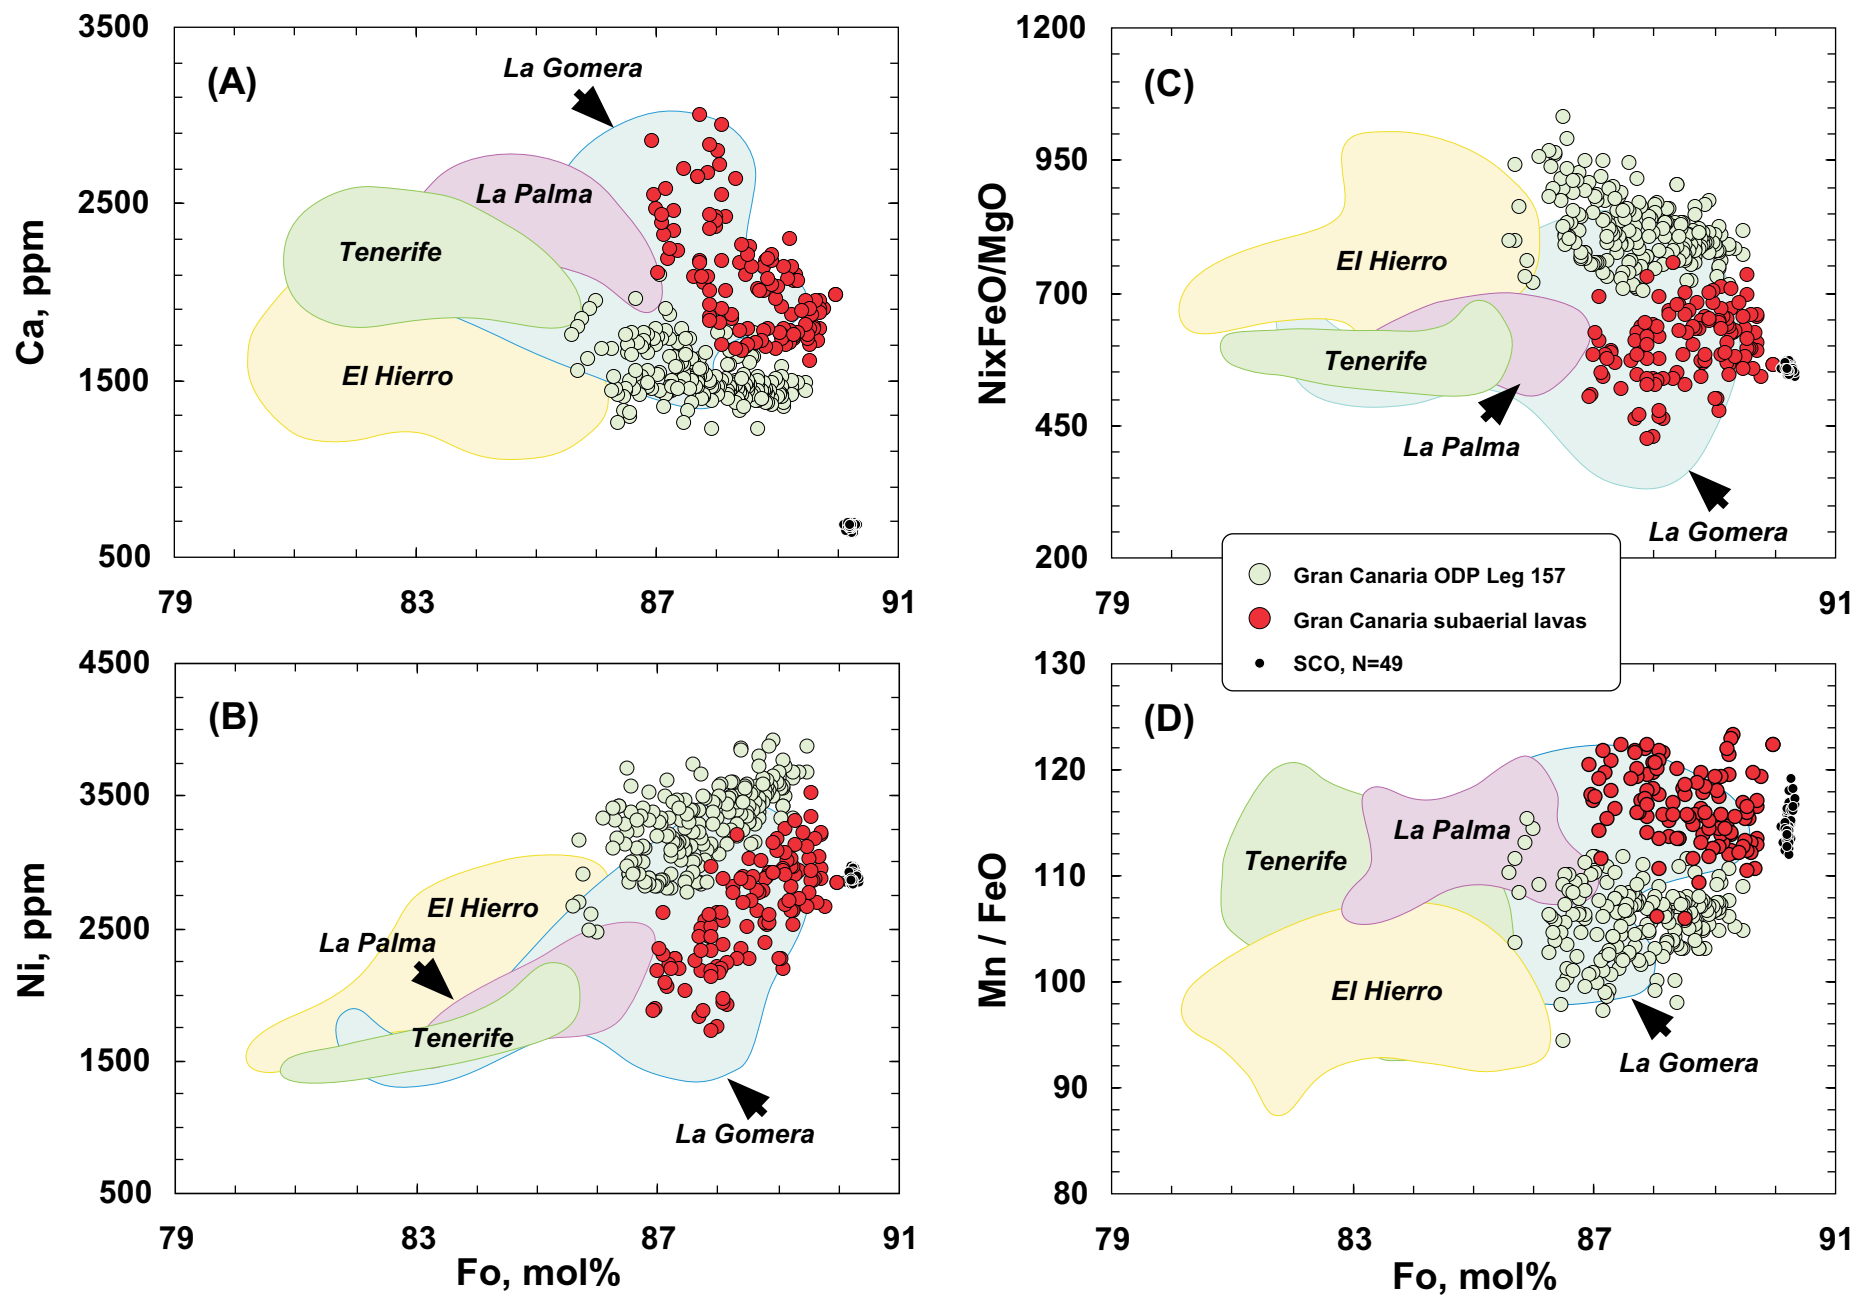 (A)
Ca, ppm
3500
2500
1500
500
79
83
87
91
La Gomera
La Palma
Tenerife
El Hierro
(C)
NixFeO/MgO
1200
950
700
450
200
79
91
El Hierro
Tenerife
La Palma
La Gomera
Gran Canaria ODP Leg 157
Gran Canaria subaerial lavas
SCO, N=49
(B)
Ni, ppm
4500
3500
2500
1500
500
79
83
87
91
Fo, mol%
El Hierro
La Palma
Tenerife
La Gomera
(D)
Mn / FeO
130
120
110
100
90
80
79
83
87
91
Fo, mol%
La Palma
Tenerife
El Hierro
La Gomera